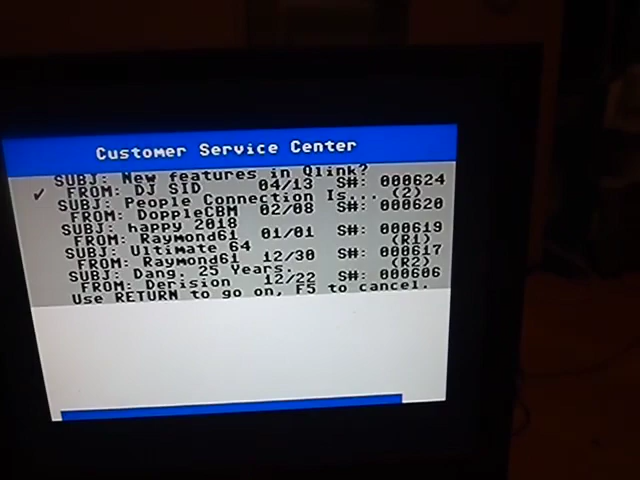 Customer Service Center
SUBJ: New features in Qlink?
✓ FROM: DJ SID 04/13 S#: 000624
SUBJ: People Connection Is... (2)
FROM: DoppleCBM 02/08 S#: 000620
SUBJ: happy 2018
FROM: Raymond61 01/01 S#: 000619
SUBJ: Ultimate 64 (R1)
FROM: Raymond61 12/30 S#: 000617
SUBJ: Dang. 25 Years. (R2)
FROM: Derision 12/22 S#: 000606
Use RETURN to go on, F5 to cancel.